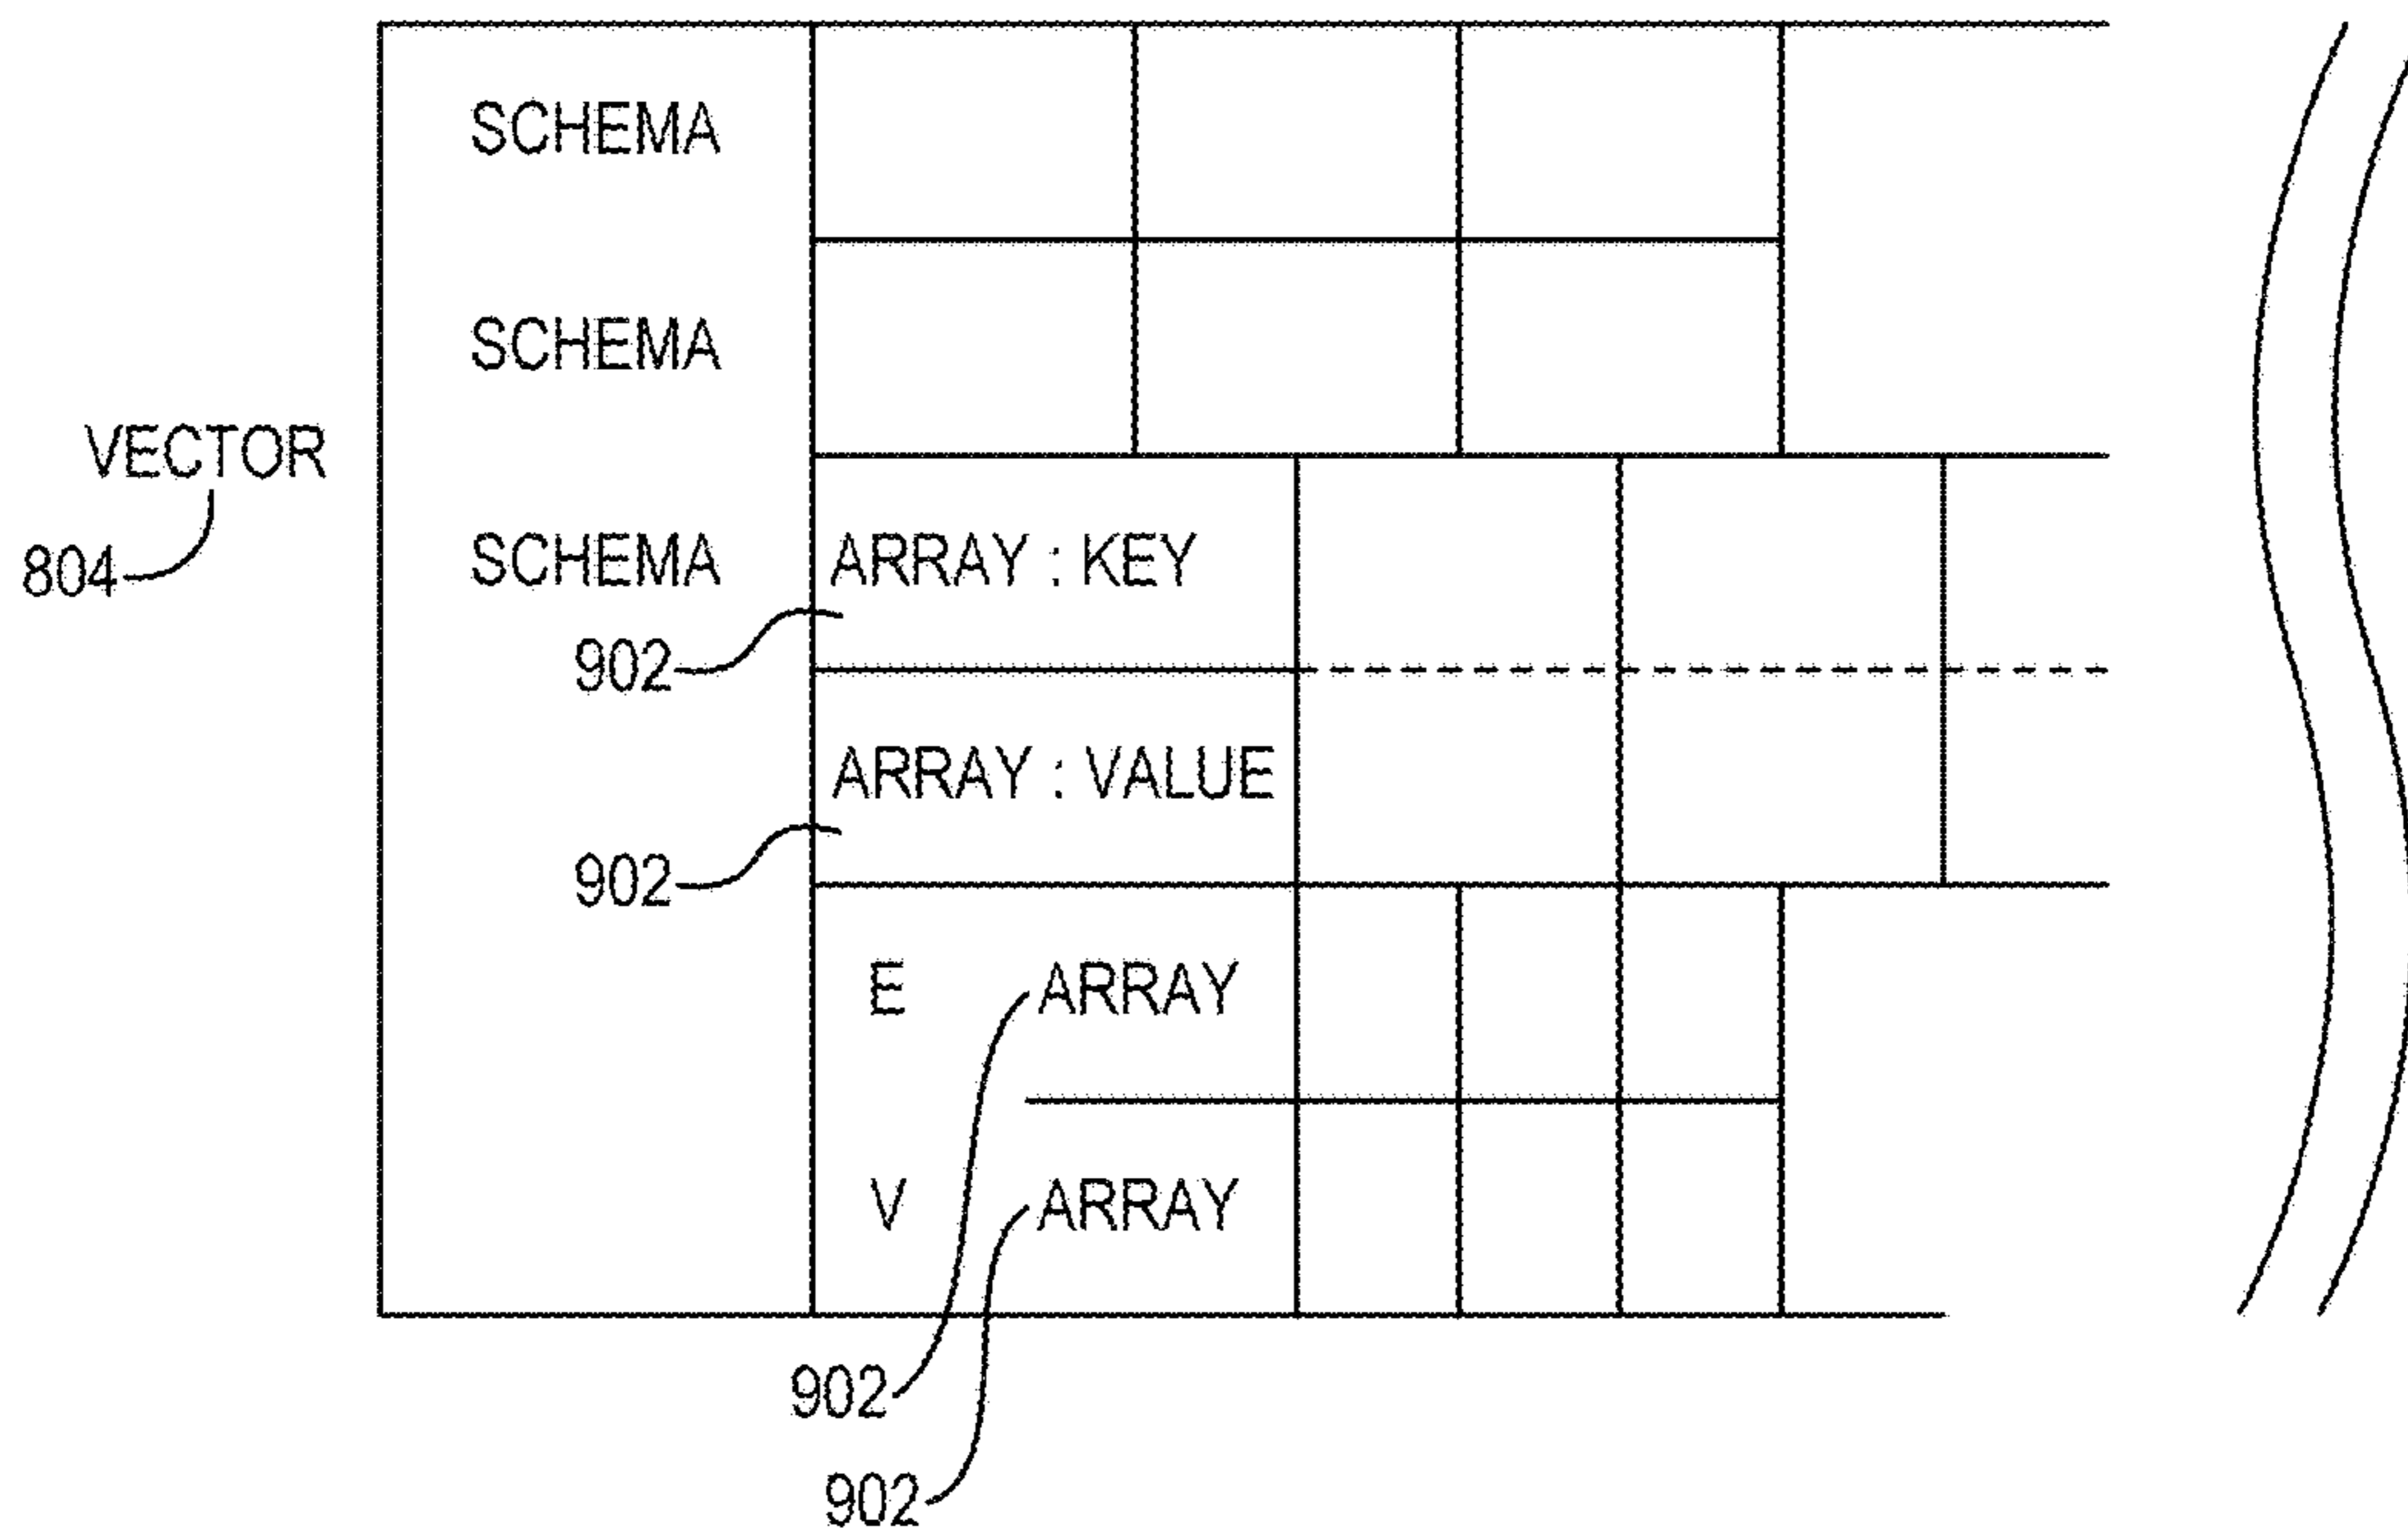 SCHEMA
SCHEMA
VECTOR
804
SCHEMA ARRAY : KEY
902
ARRAY : VALUE
902
E ARRAY
V ARRAY
902
902